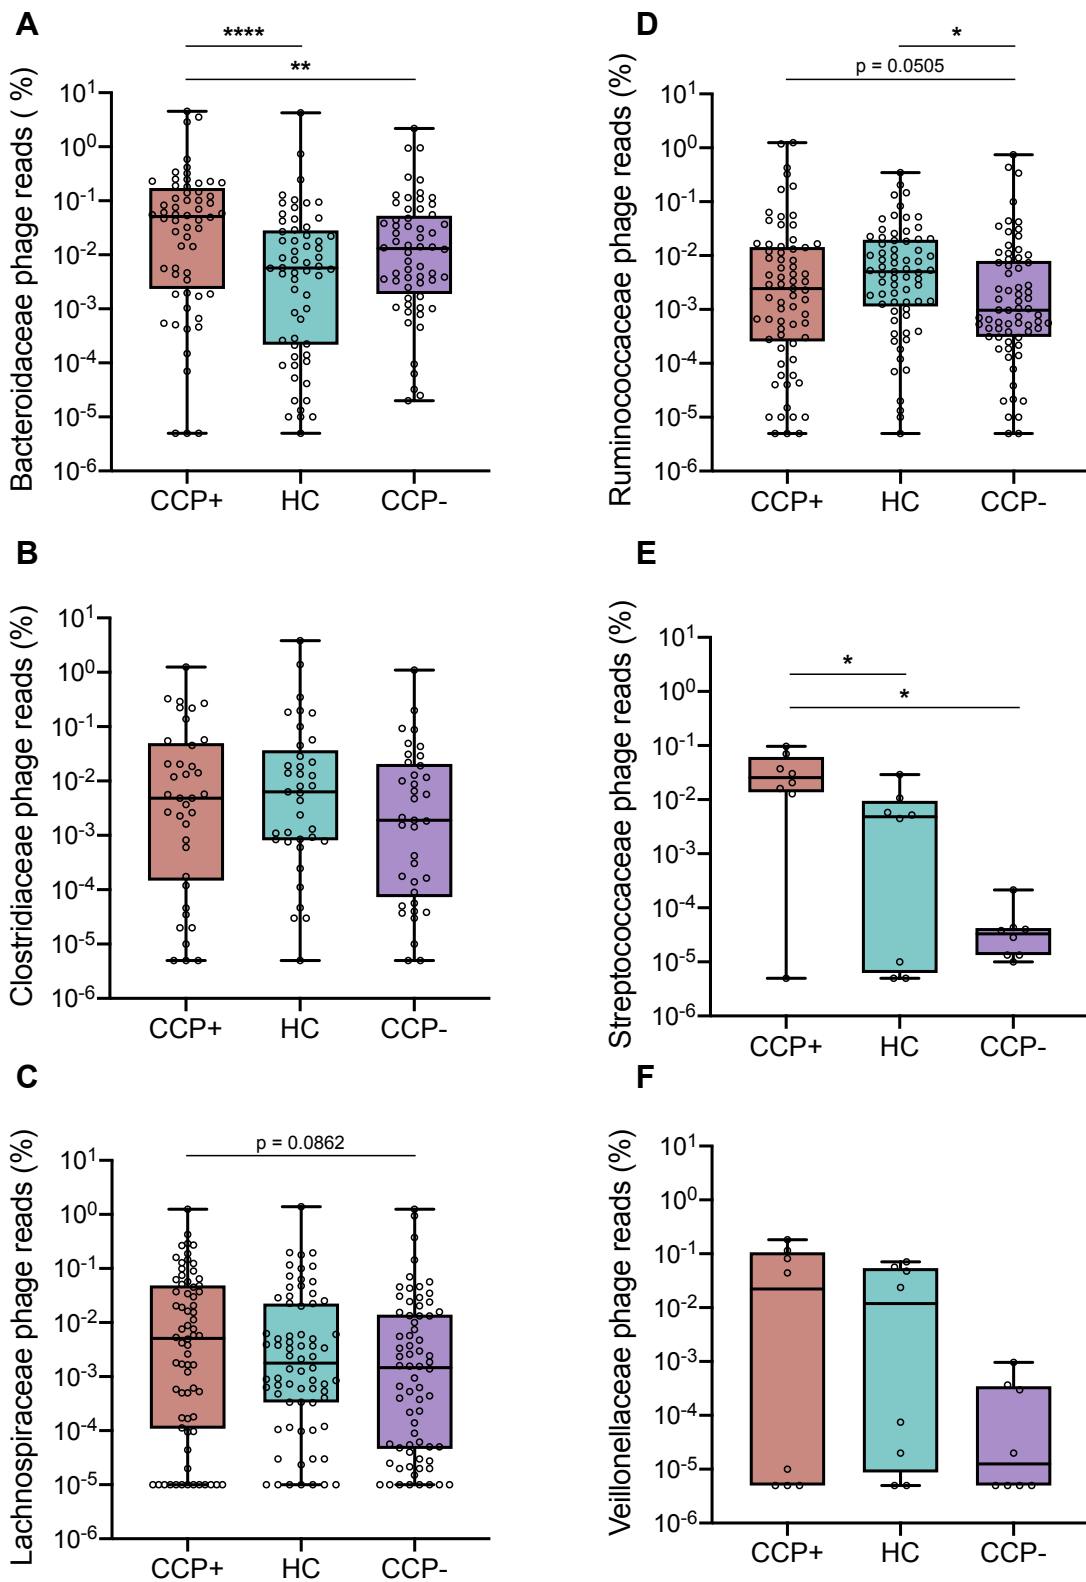 A
****
**
Bacteroidaceae phage reads ( %)
10^1
10^0
10^-1
10^-2
10^-3
10^-4
10^-5
10^-6
CCP+ HC CCP-
B
Clostridiaceae phage reads (%)
10^1
10^0
10^-1
10^-2
10^-3
10^-4
10^-5
10^-6
CCP+ HC CCP-
C
p = 0.0862
Lachnospiraceae phage reads (%)
10^1
10^0
10^-1
10^-2
10^-3
10^-4
10^-5
10^-6
CCP+ HC CCP-
D
*
p = 0.0505
Ruminococcaceae phage reads (%)
10^1
10^0
10^-1
10^-2
10^-3
10^-4
10^-5
10^-6
CCP+ HC CCP-
E
*
*
Streptococcaceae phage reads (%)
10^1
10^0
10^-1
10^-2
10^-3
10^-4
10^-5
10^-6
CCP+ HC CCP-
F
Veillonellaceae phage reads (%)
10^1
10^0
10^-1
10^-2
10^-3
10^-4
10^-5
10^-6
CCP+ HC CCP-